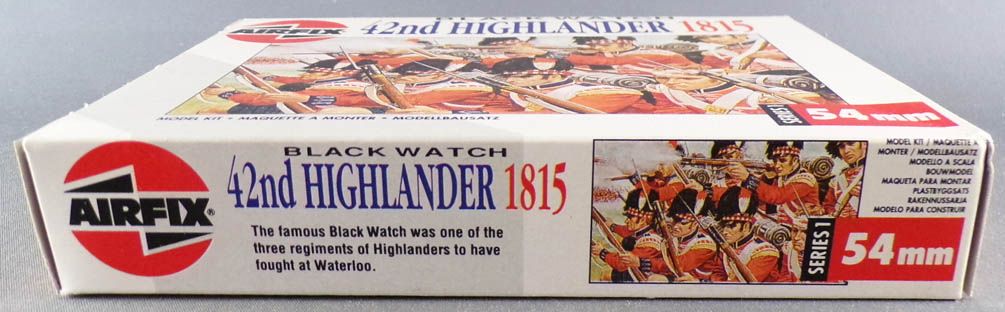 BLACK WATCH
AIRFIX
42nd HIGHLANDER 1815
MODEL KIT • MAQUETTE A MONTER • MODELLBAUSATZ
SERIES 1
54 mm
BLACK WATCH
42nd HIGHLANDER 1815
AIRFIX®
The famous Black Watch was one of the
three regiments of Highlanders to have
fought at Waterloo.
MODEL KIT / MAQUETTE A
MONTER / MODELLBAUSATZ
MODELLO A SCALA
BOUWMODEL
MAQUETA PARA MONTAR
PLASTBYGGSATS
RAKENNUSSARJA
MODELO PARA CONSTRUIR
SERIES 1
54 mm